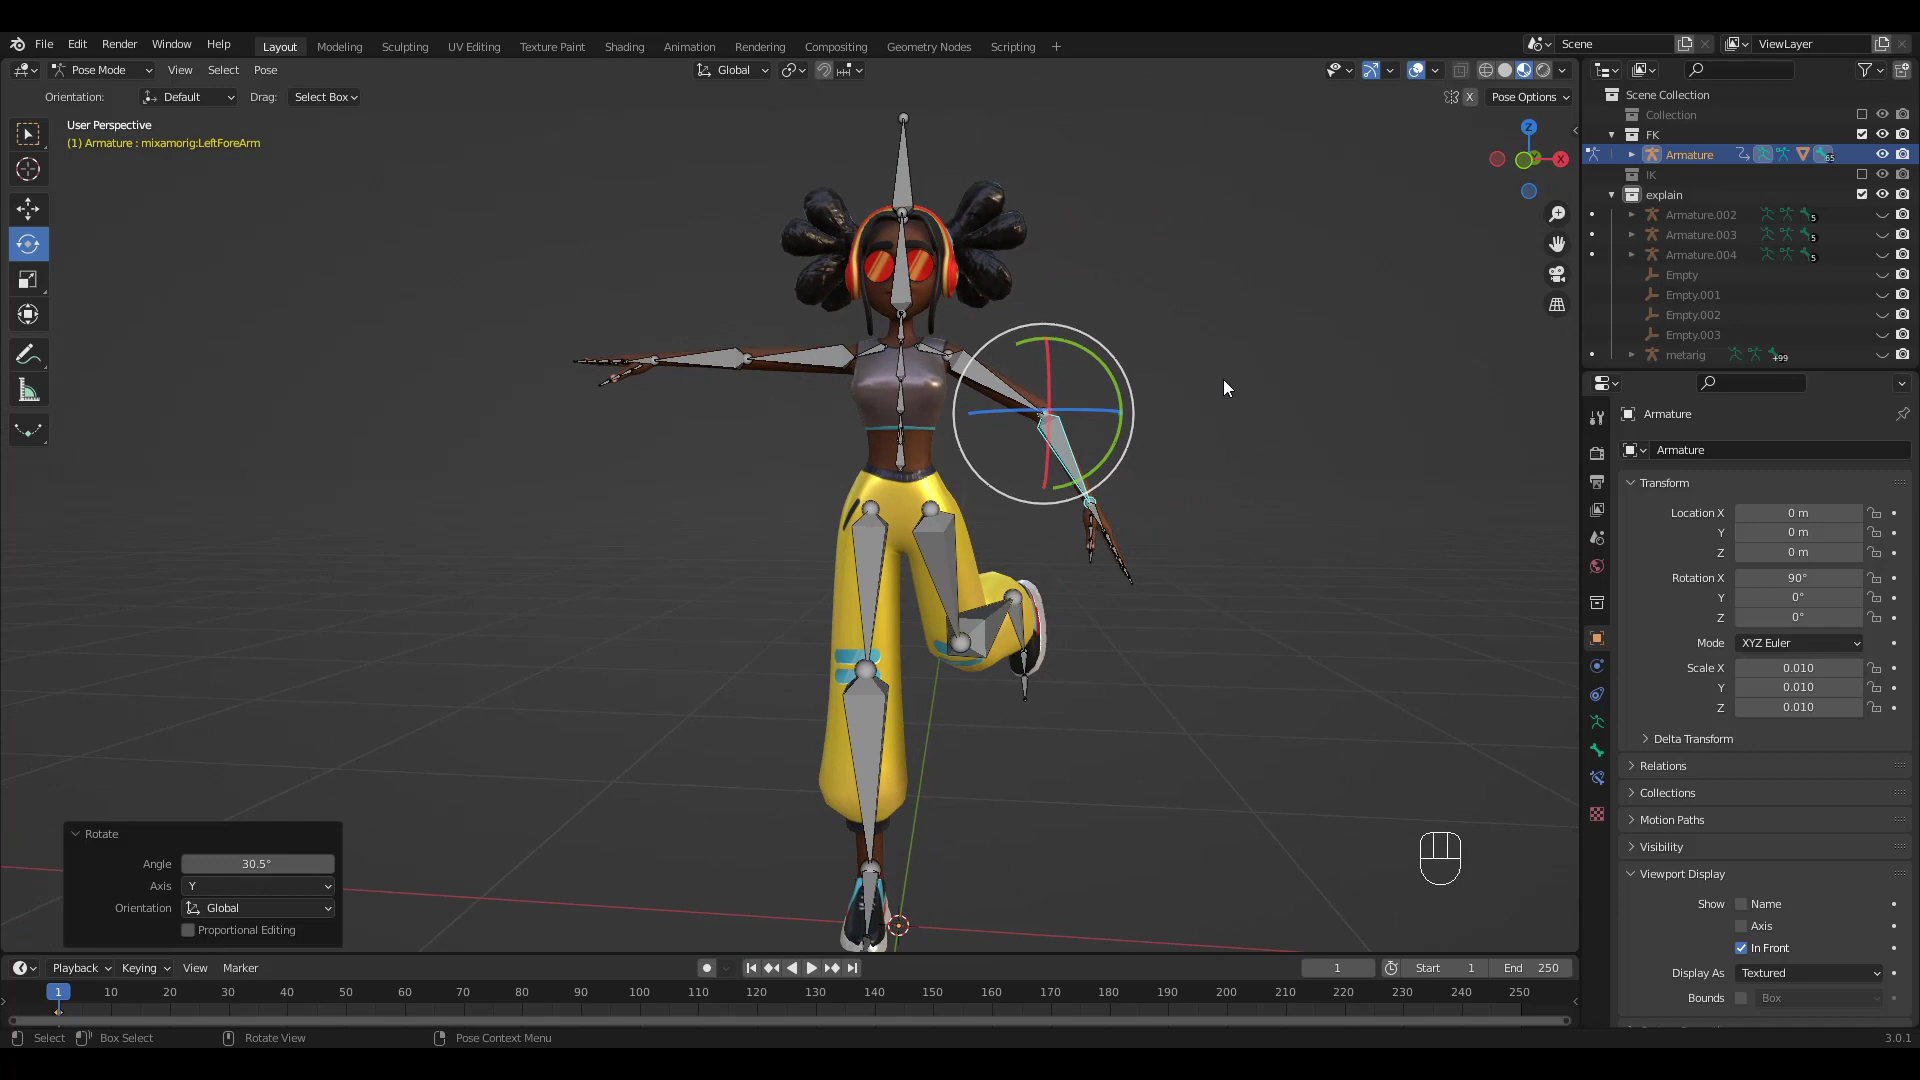 File Edit Render Window Help Layout Modeling Sculpting UV Editing Texture Paint Shading Animation Rendering Compositing Geometry Nodes Scripting + Scene ViewLayer
Pose Mode View Select Pose Global
Orientation: Default Drag: Select Box X Pose Options
User Perspective
(1) Armature : mixamorig:LeftForeArm
Z
X
Scene Collection
Collection
FK
Armature 65
IK
explain
Armature.002 5
Armature.003 5
Armature.004 5
Empty
Empty.001
Empty.002
Empty.003
metarig +99
Armature
Armature
Transform
Location X 0 m
Y 0 m
Z 0 m
Rotation X 90°
Y 0°
Z 0°
Mode XYZ Euler
Scale X 0.010
Y 0.010
Z 0.010
Delta Transform
Relations
Collections
Motion Paths
Visibility
Viewport Display
Show Name
Axis
In Front
Display As Textured
Bounds Box
Rotate
Angle 30.5°
Axis Y
Orientation Global
Proportional Editing
Playback Keying View Marker 1 Start 1 End 250
1 10 20 30 40 50 60 70 80 90 100 110 120 130 140 150 160 170 180 190 200 210 220 230 240 250
Select Box Select Rotate View Pose Context Menu 3.0.1